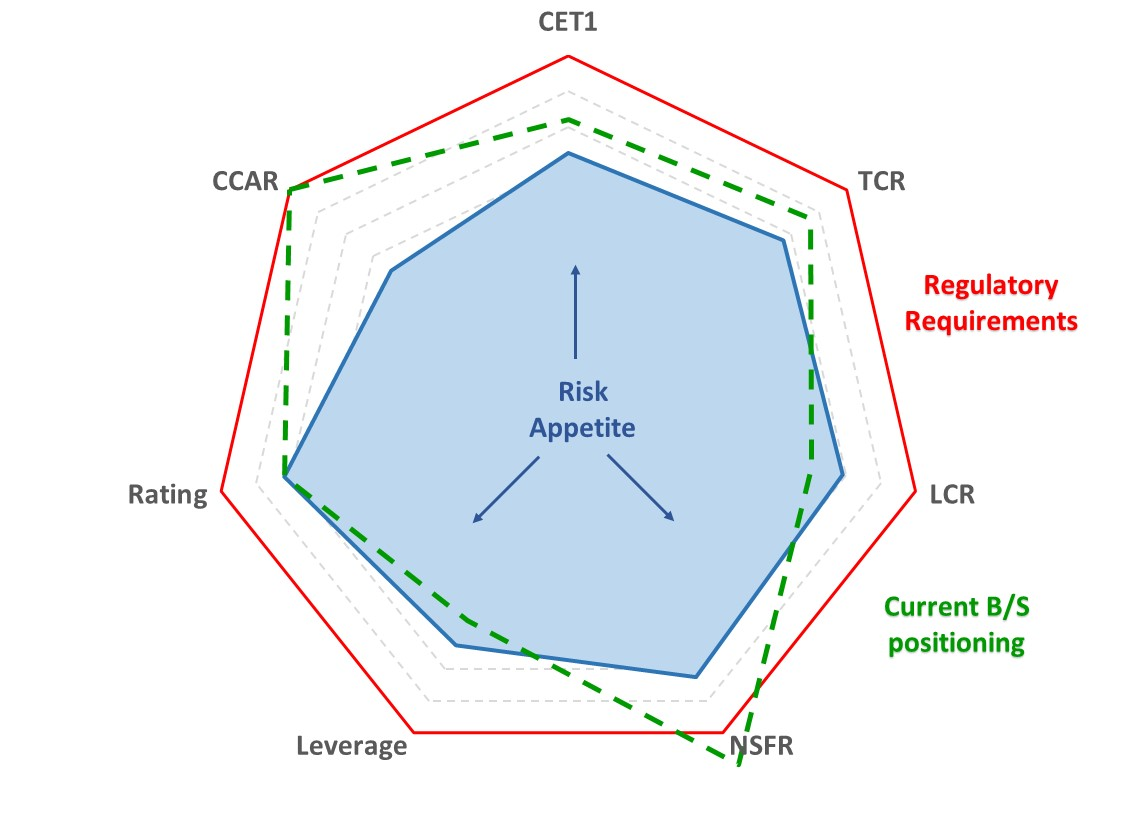 CET1
CCAR
TCR
Regulatory
Requirements
Risk
Appetite
Rating
LCR
Current B/S
positioning
Leverage
NSFR